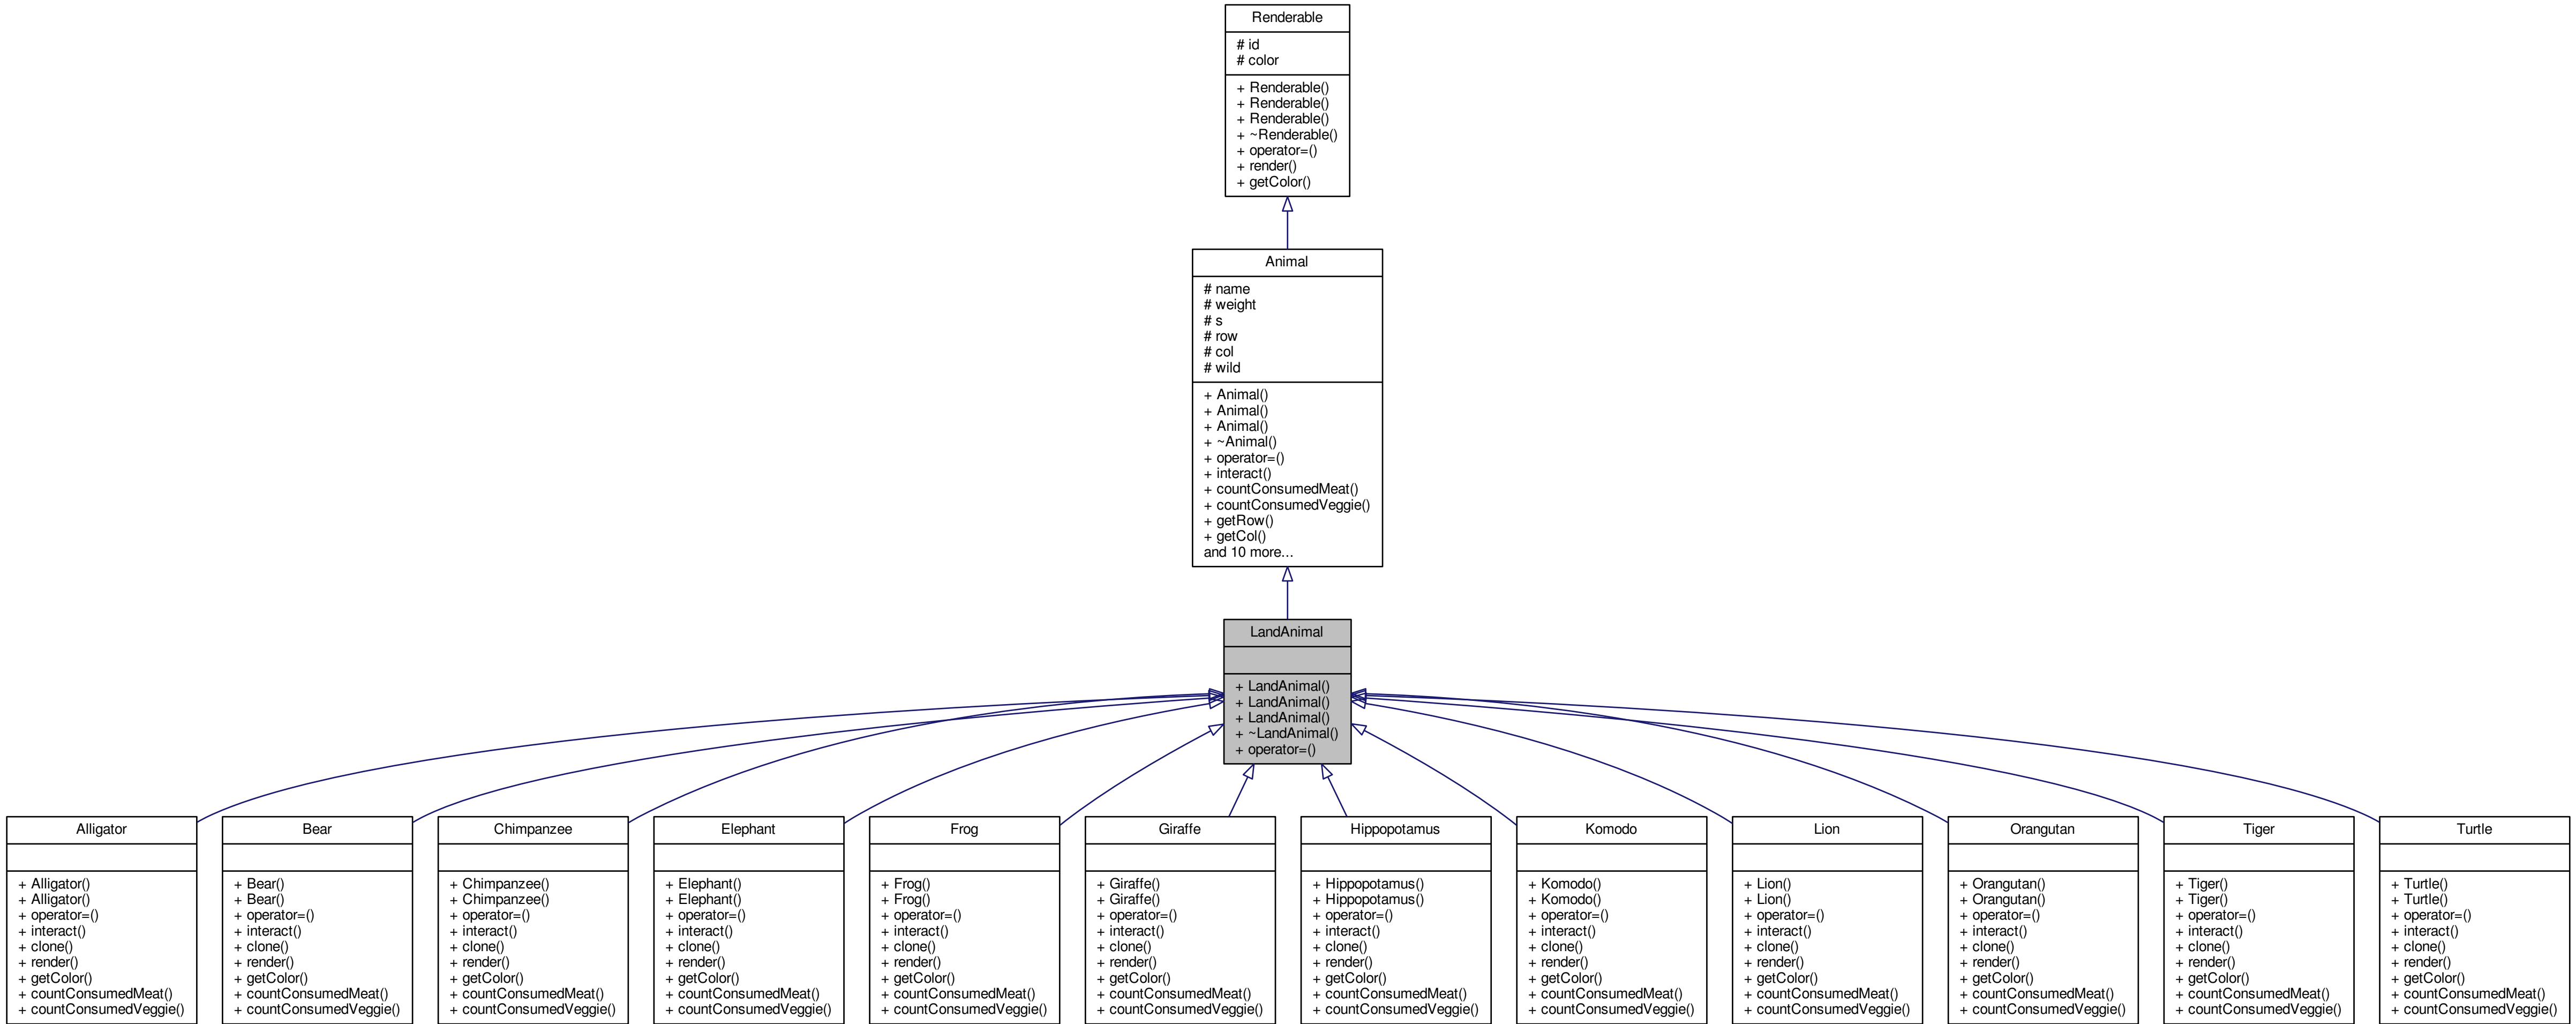 Renderable
# id
# color
+ Renderable()
+ Renderable()
+ Renderable()
+ ~Renderable()
+ operator=()
+ render()
+ getColor()
Animal
# name
# weight
# s
# row
# col
# wild
+ Animal()
+ Animal()
+ Animal()
+ ~Animal()
+ operator=()
+ interact()
+ countConsumedMeat()
+ countConsumedVeggie()
+ getRow()
+ getCol()
and 10 more...
LandAnimal
+ LandAnimal()
+ LandAnimal()
+ LandAnimal()
+ ~LandAnimal()
+ operator=()
Alligator
+ Alligator()
+ Alligator()
+ operator=()
+ interact()
+ clone()
+ render()
+ getColor()
+ countConsumedMeat()
+ countConsumedVeggie()
Bear
+ Bear()
+ Bear()
+ operator=()
+ interact()
+ clone()
+ render()
+ getColor()
+ countConsumedMeat()
+ countConsumedVeggie()
Chimpanzee
+ Chimpanzee()
+ Chimpanzee()
+ operator=()
+ interact()
+ clone()
+ render()
+ getColor()
+ countConsumedMeat()
+ countConsumedVeggie()
Elephant
+ Elephant()
+ Elephant()
+ operator=()
+ interact()
+ clone()
+ render()
+ getColor()
+ countConsumedMeat()
+ countConsumedVeggie()
Frog
+ Frog()
+ Frog()
+ operator=()
+ interact()
+ clone()
+ render()
+ getColor()
+ countConsumedMeat()
+ countConsumedVeggie()
Giraffe
+ Giraffe()
+ Giraffe()
+ operator=()
+ interact()
+ clone()
+ render()
+ getColor()
+ countConsumedMeat()
+ countConsumedVeggie()
Hippopotamus
+ Hippopotamus()
+ Hippopotamus()
+ operator=()
+ interact()
+ clone()
+ render()
+ getColor()
+ countConsumedMeat()
+ countConsumedVeggie()
Komodo
+ Komodo()
+ Komodo()
+ operator=()
+ interact()
+ clone()
+ render()
+ getColor()
+ countConsumedMeat()
+ countConsumedVeggie()
Lion
+ Lion()
+ Lion()
+ operator=()
+ interact()
+ clone()
+ render()
+ getColor()
+ countConsumedMeat()
+ countConsumedVeggie()
Orangutan
+ Orangutan()
+ Orangutan()
+ operator=()
+ interact()
+ clone()
+ render()
+ getColor()
+ countConsumedMeat()
+ countConsumedVeggie()
Tiger
+ Tiger()
+ Tiger()
+ operator=()
+ interact()
+ clone()
+ render()
+ getColor()
+ countConsumedMeat()
+ countConsumedVeggie()
Turtle
+ Turtle()
+ Turtle()
+ operator=()
+ interact()
+ clone()
+ render()
+ getColor()
+ countConsumedMeat()
+ countConsumedVeggie()